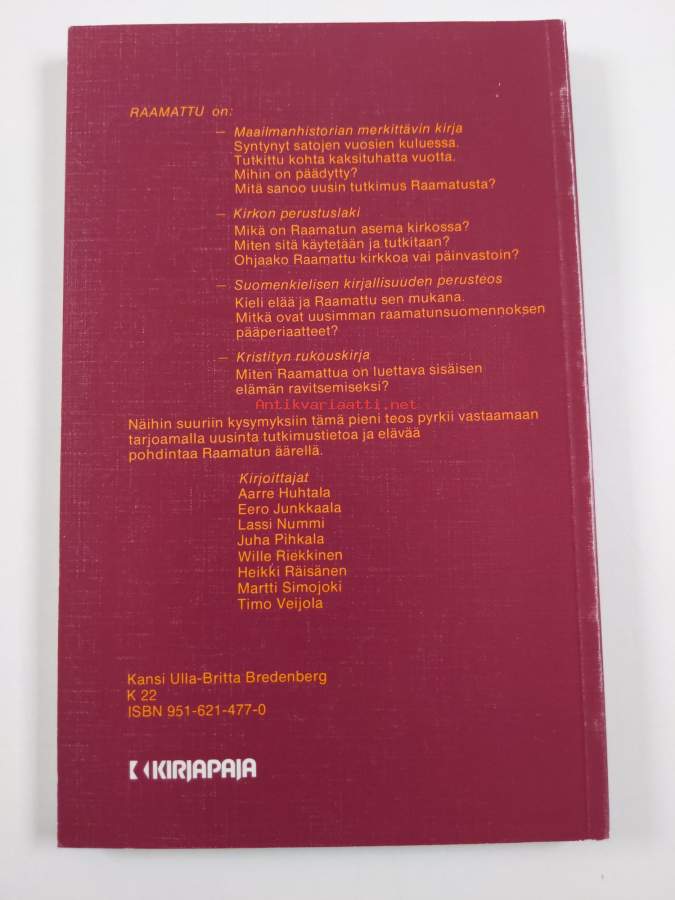 RAAMATTU on:
— Maailmanhistorian merkittävin kirja
Syntynyt satojen vuosien kuluessa.
Tutkittu kohta kaksituhatta vuotta.
Mihin on päädytty?
Mitä sanoo uusin tutkimus Raamatusta?
— Kirkon perustuslaki
Mikä on Raamatun asema kirkossa?
Miten sitä käytetään ja tutkitaan?
Ohjaako Raamattu kirkkoa vai päinvastoin?
— Suomenkielisen kirjallisuuden perusteos
Kieli elää ja Raamattu sen mukana.
Mitkä ovat uusimman raamatunsuomennoksen
pääperiaatteet?
— Kristityn rukouskirja
Miten Raamattua on luettava sisäisen
elämän ravitsemiseksi?
Antikvariaatti.net
Näihin suuriin kysymyksiin tämä pieni teos pyrkii vastaamaan
tarjoamalla uusinta tutkimustietoa ja elävää
pohdintaa Raamatun äärellä.
Kirjoittajat
Aarre Huhtala
Eero Junkkaala
Lassi Nummi
Juha Pihkala
Wille Riekkinen
Heikki Räisänen
Martti Simojoki
Timo Veijola
Kansi Ulla-Britta Bredenberg
K 22
ISBN 951-621-477-0
KIRJAPAJA